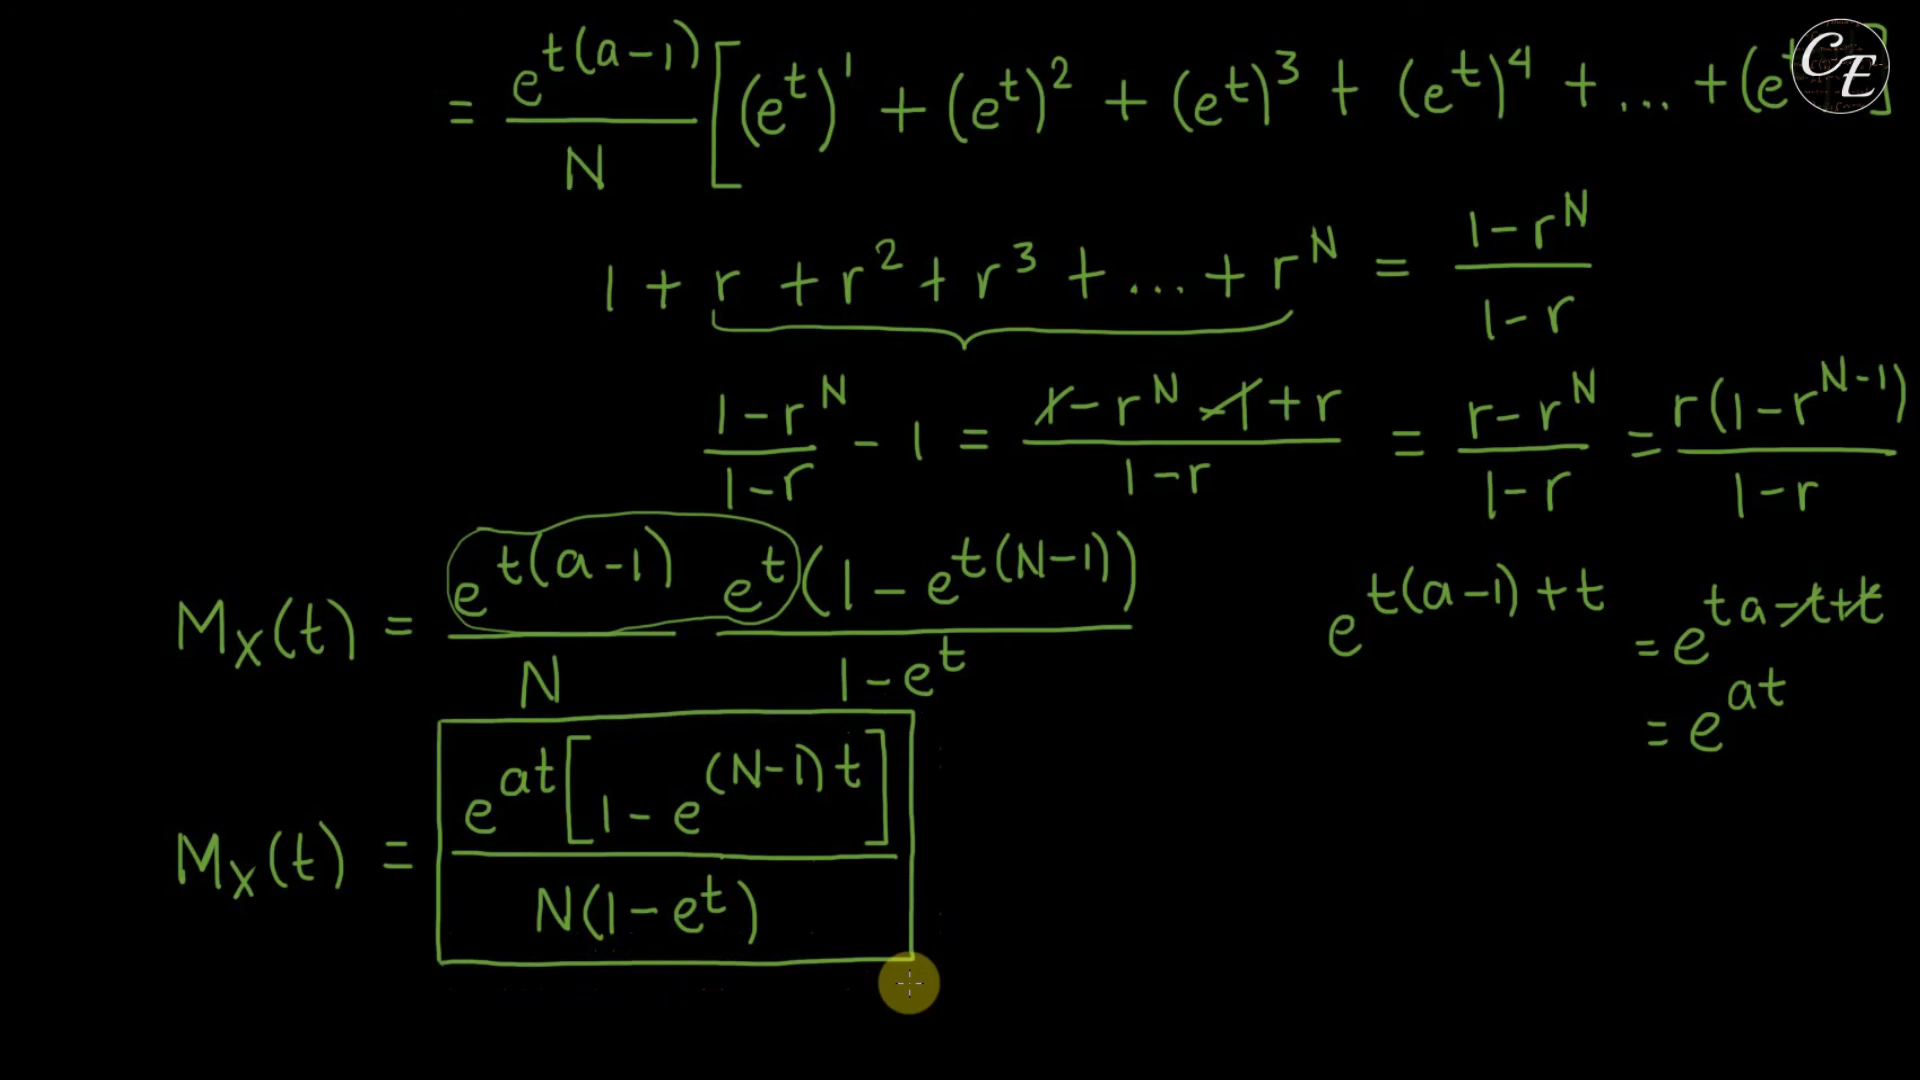 = e^{t(a-1)}/N [(e^t)^1 + (e^t)^2 + (e^t)^3 + (e^t)^4 + ... + (e^t ]
CE
1 + r + r^2 + r^3 + ... + r^N = (1 - r^N)/(1 - r)
(1 - r^N)/(1 - r) - 1 = (1 - r^N - 1 + r)/(1 - r) = (r - r^N)/(1 - r) = r(1 - r^{N-1})/(1 - r)
M_X(t) = e^{t(a-1)}/N e^t(1 - e^{t(N-1)})/(1 - e^t)
e^{t(a-1)+t} = e^{ta-t+t}
= e^{at}
M_X(t) = e^{at}[1 - e^{(N-1)t}]/N(1 - e^t)